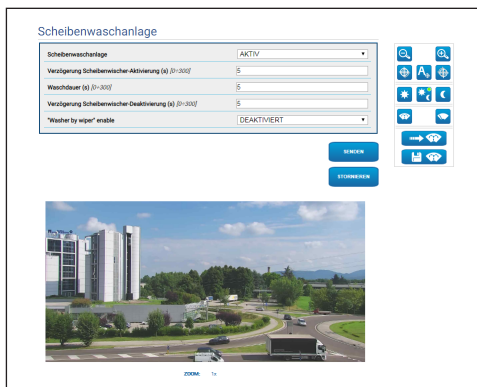 Scheibenwaschanlage
Scheibenwaschanlage AKTIV
Verzögerung Scheibenwischer-Aktivierung (s) [0÷300] 5
Waschdauer (s) [0÷300] 5
Verzögerung Scheibenwischer-Deaktivierung (s) [0÷300] 5
"Washer by wiper" enable DEAKTIVIERT
A
SENDEN
STORNIEREN
ZOOM: 1x